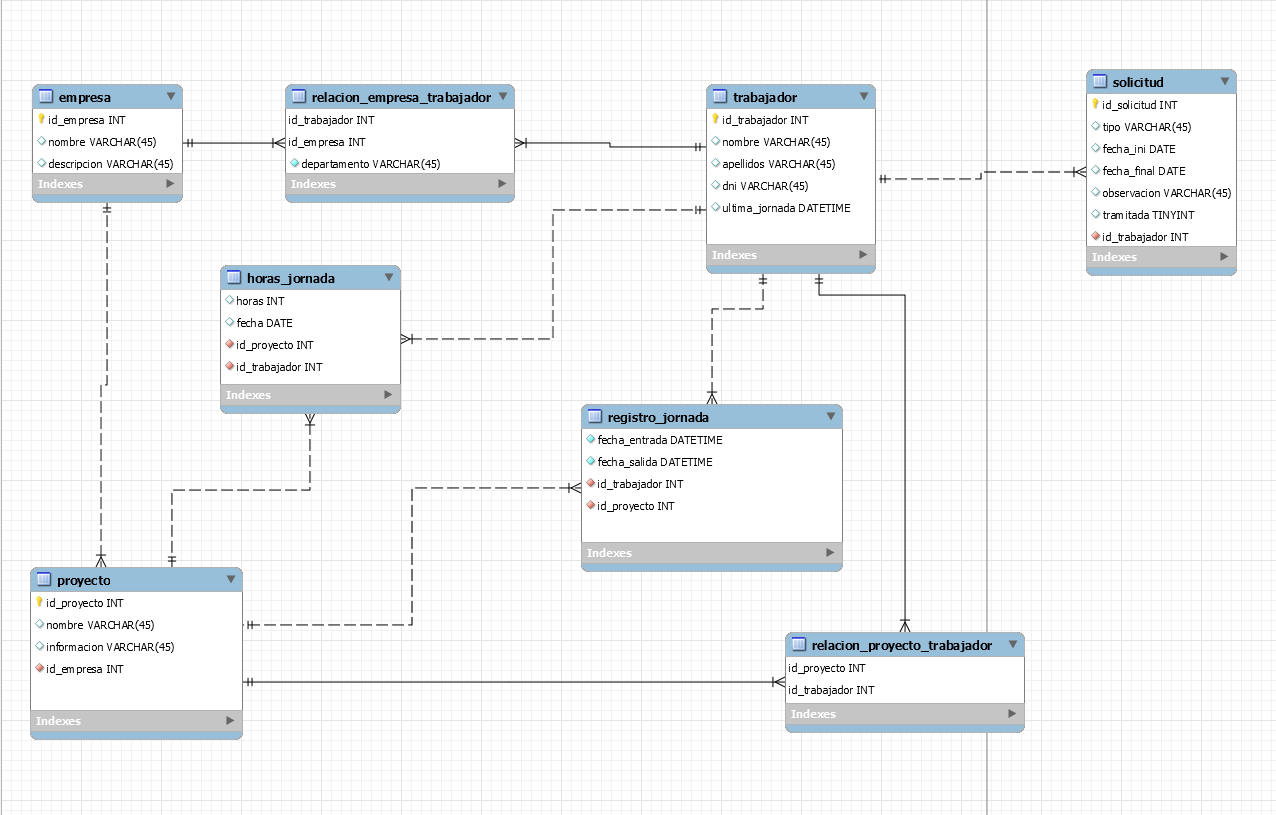 empresa
id_empresa INT
nombre VARCHAR(45)
descripcion VARCHAR(45)
Indexes
relacion_empresa_trabajador
id_trabajador INT
id_empresa INT
departamento VARCHAR(45)
Indexes
trabajador
id_trabajador INT
nombre VARCHAR(45)
apellidos VARCHAR(45)
dni VARCHAR(45)
ultima_jornada DATETIME
Indexes
solicitud
id_solicitud INT
tipo VARCHAR(45)
fecha_ini DATE
fecha_final DATE
observacion VARCHAR(45)
tramitada TINYINT
id_trabajador INT
Indexes
horas_jornada
horas INT
fecha DATE
id_proyecto INT
id_trabajador INT
Indexes
registro_jornada
fecha_entrada DATETIME
fecha_salida DATETIME
id_trabajador INT
id_proyecto INT
Indexes
proyecto
id_proyecto INT
nombre VARCHAR(45)
informacion VARCHAR(45)
id_empresa INT
Indexes
relacion_proyecto_trabajador
id_proyecto INT
id_trabajador INT
Indexes